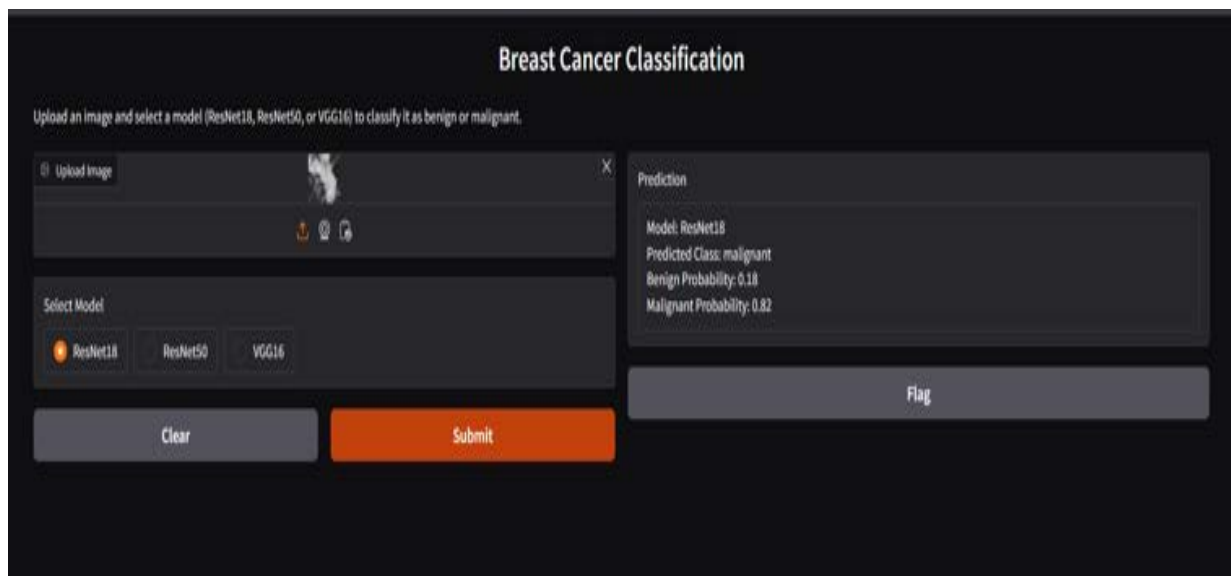 Breast Cancer Classification
Upload an image and select a model (ResNet18, ResNet50, or VGG16) to classify it as benign or malignant.
Upload Image
Select Model
ResNet18
ResNet50
VGG16
Clear
Submit
Prediction
Model: ResNet18
Predicted Class: malignant
Benign Probability: 0.18
Malignant Probability: 0.82
Flag